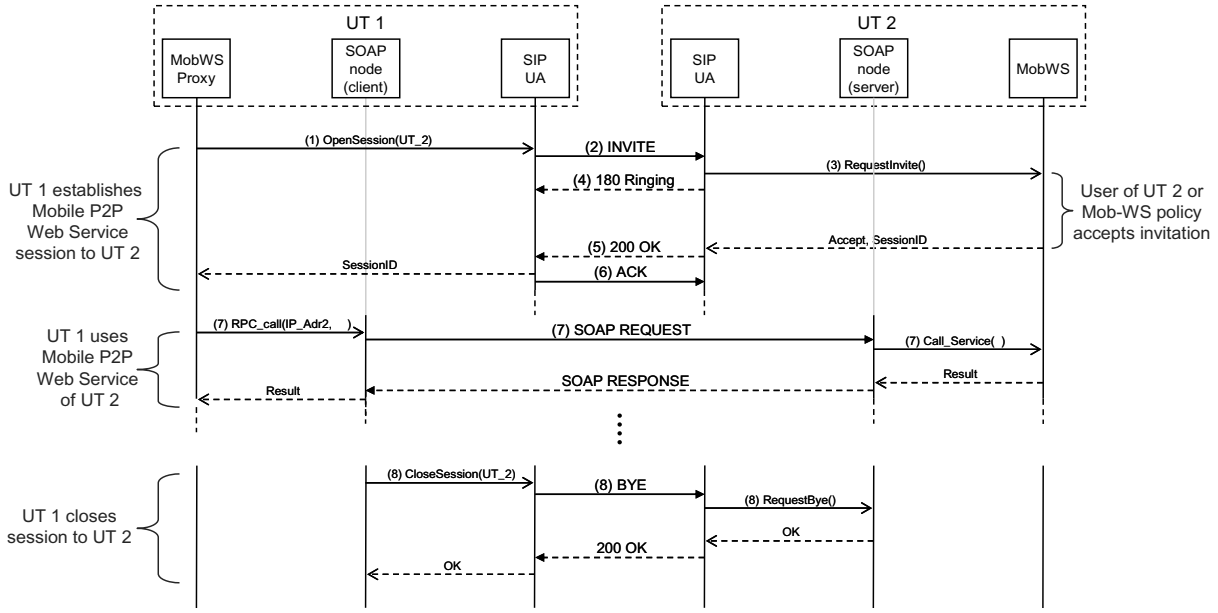 UT 1
UT 2
MobWS
Proxy
SOAP
node
(client)
SIP
UA
SIP
UA
SOAP
node
(server)
MobWS
(1) OpenSession(UT_2)
(2) INVITE
(3) RequestInvite()
(4) 180 Ringing
UT 1 establishes
Mobile P2P
Web Service
session to UT 2
User of UT 2 or
Mob-WS policy
accepts invitation
Accept, SessionID
(5) 200 OK
SessionID
(6) ACK
(7) RPC_call(IP_Adr2, )
(7) SOAP REQUEST
(7) Call_Service( )
UT 1 uses
Mobile P2P
Web Service
of UT 2
Result
SOAP RESPONSE
Result
(8) CloseSession(UT_2)
(8) BYE
(8) RequestBye()
UT 1 closes
session to UT 2
OK
200 OK
OK